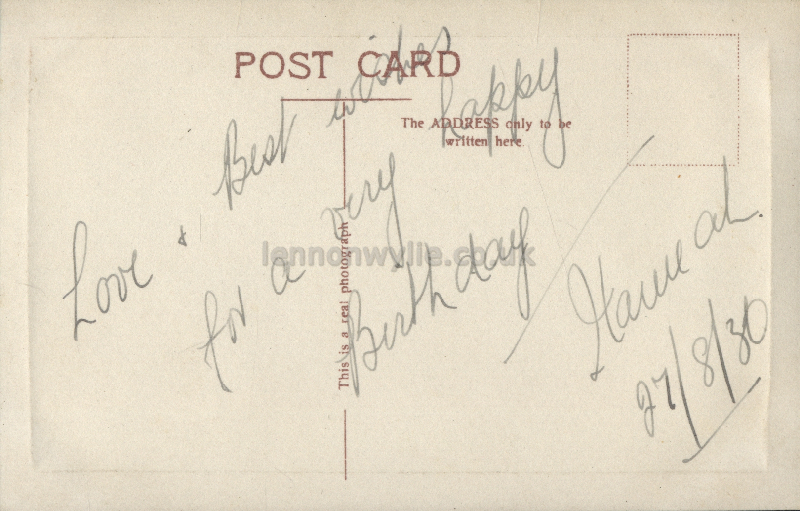 POST CARD
The ADDRESS only to be
written here
This is a real photograph
Love & Best wishes
for a very happy
Birthday
Hannah.
27/8/30
lennonwylie.co.uk